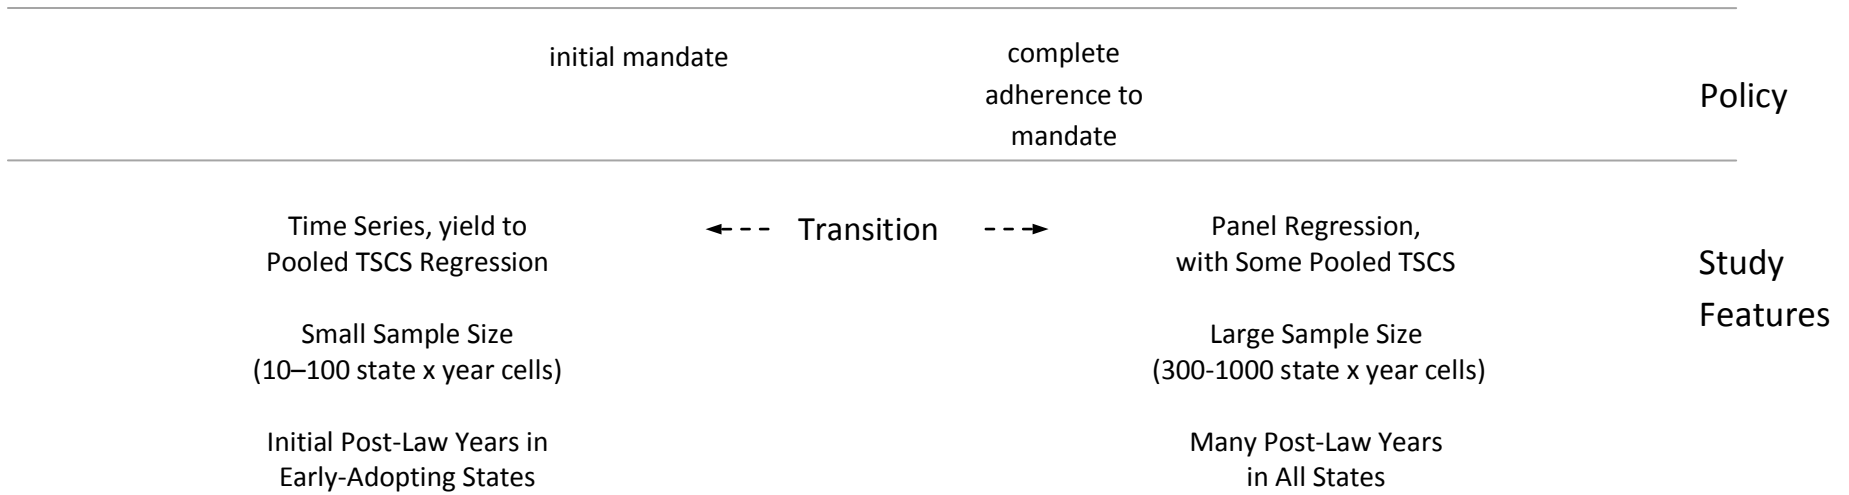 initial mandate
complete
adherence to
mandate
Policy
Time Series, yield to
Pooled TSCS Regression
Transition
Panel Regression,
with Some Pooled TSCS
Study
Features
Small Sample Size
(10–100 state x year cells)
Large Sample Size
(300-1000 state x year cells)
Initial Post-Law Years in
Early-Adopting States
Many Post-Law Years
in All States